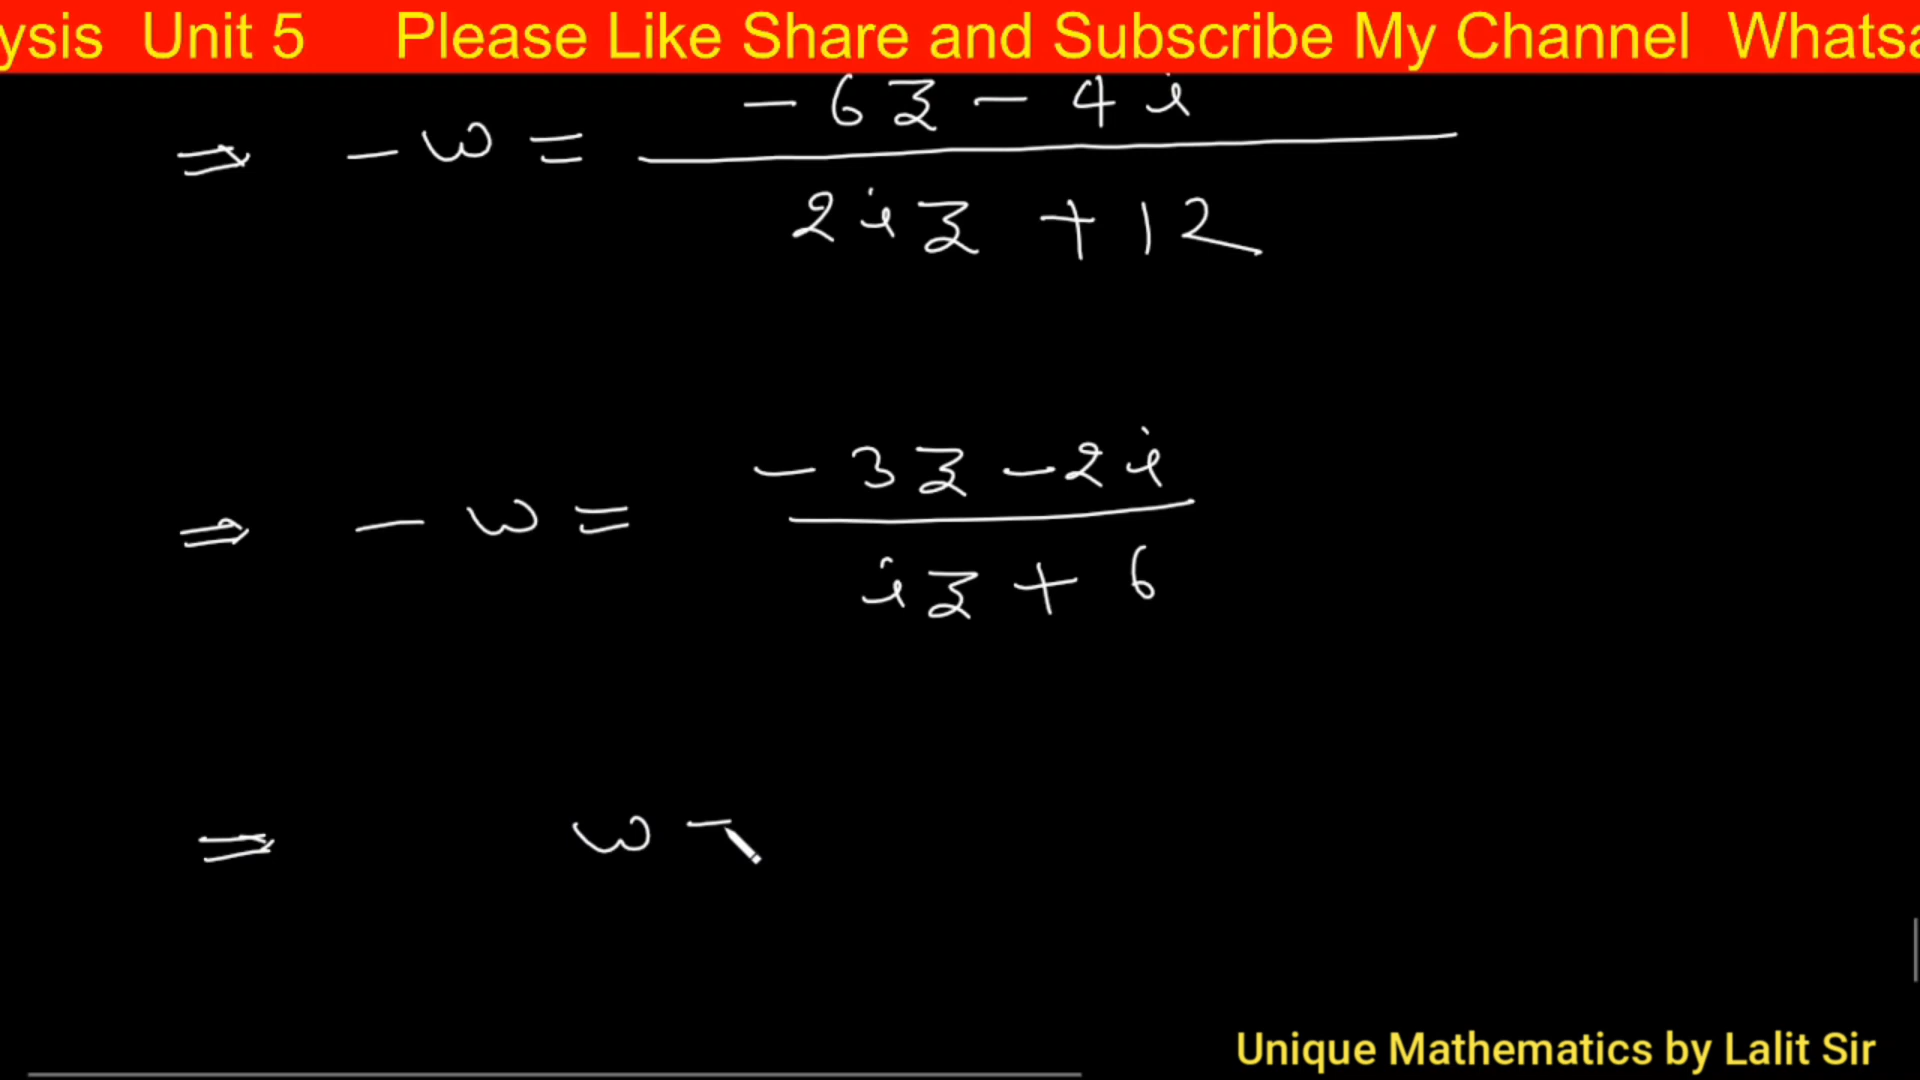 ysis Unit 5 Please Like Share and Subscribe My Channel Whatsa
⇒ - w = (-6z - 4i) / (2iz + 12)
⇒ - w = (-3z - 2i) / (iz + 6)
⇒ w -
Unique Mathematics by Lalit Sir